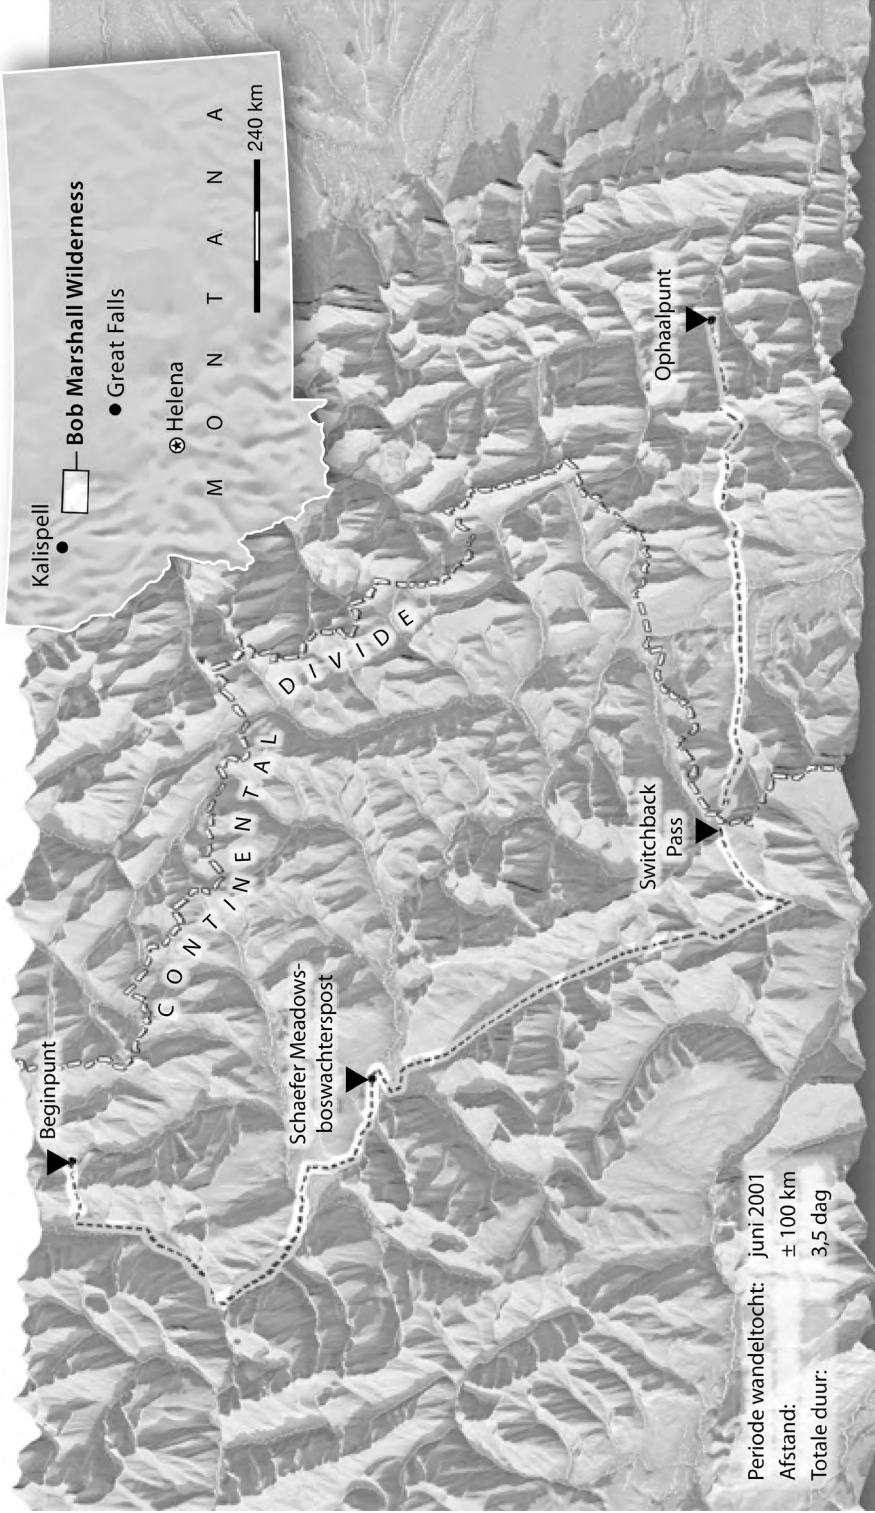 Kalispell
Bob Marshall Wilderness
Great Falls
Helena
MONTANA
240 km
Beginpunt
CONTINENTAL
DIVIDE
Schaefer Meadows-
boswachterspost
Switchback
Pass
Ophaalpunt
Periode wandeltocht: juni 2001
Afstand: ± 100 km
Totale duur: 3,5 dag